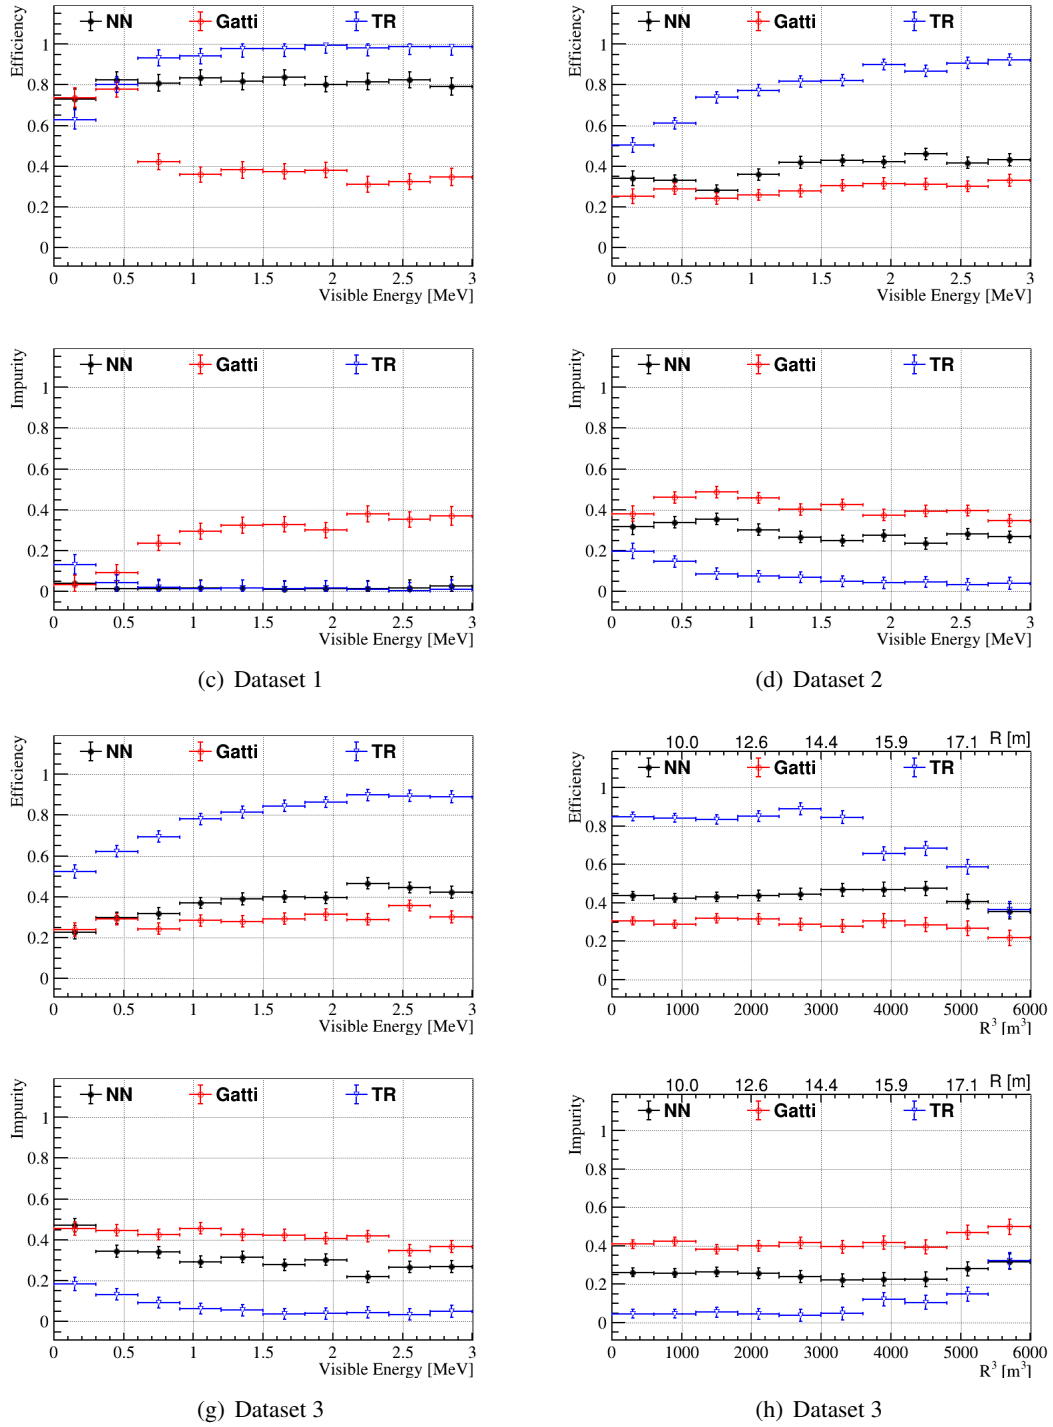 NN Gatti TR
Efficiency
1
0.8
0.6
0.4
0.2
0
0 0.5 1 1.5 2 2.5 3
Visible Energy [MeV]
NN Gatti TR
Efficiency
1
0.8
0.6
0.4
0.2
0
0 0.5 1 1.5 2 2.5 3
Visible Energy [MeV]
NN Gatti TR
Impurity
1
0.8
0.6
0.4
0.2
0
0 0.5 1 1.5 2 2.5 3
Visible Energy [MeV]
(c) Dataset 1
NN Gatti TR
Impurity
1
0.8
0.6
0.4
0.2
0
0 0.5 1 1.5 2 2.5 3
Visible Energy [MeV]
(d) Dataset 2
NN Gatti TR
Efficiency
1
0.8
0.6
0.4
0.2
0
0 0.5 1 1.5 2 2.5 3
Visible Energy [MeV]
10.0 12.6 14.4 15.9 17.1 R [m]
NN Gatti TR
Efficiency
1
0.8
0.6
0.4
0.2
0
0 1000 2000 3000 4000 5000 6000
R³ [m³]
NN Gatti TR
Impurity
1
0.8
0.6
0.4
0.2
0
0 0.5 1 1.5 2 2.5 3
Visible Energy [MeV]
(g) Dataset 3
10.0 12.6 14.4 15.9 17.1 R [m]
NN Gatti TR
Impurity
1
0.8
0.6
0.4
0.2
0
0 1000 2000 3000 4000 5000 6000
R³ [m³]
(h) Dataset 3